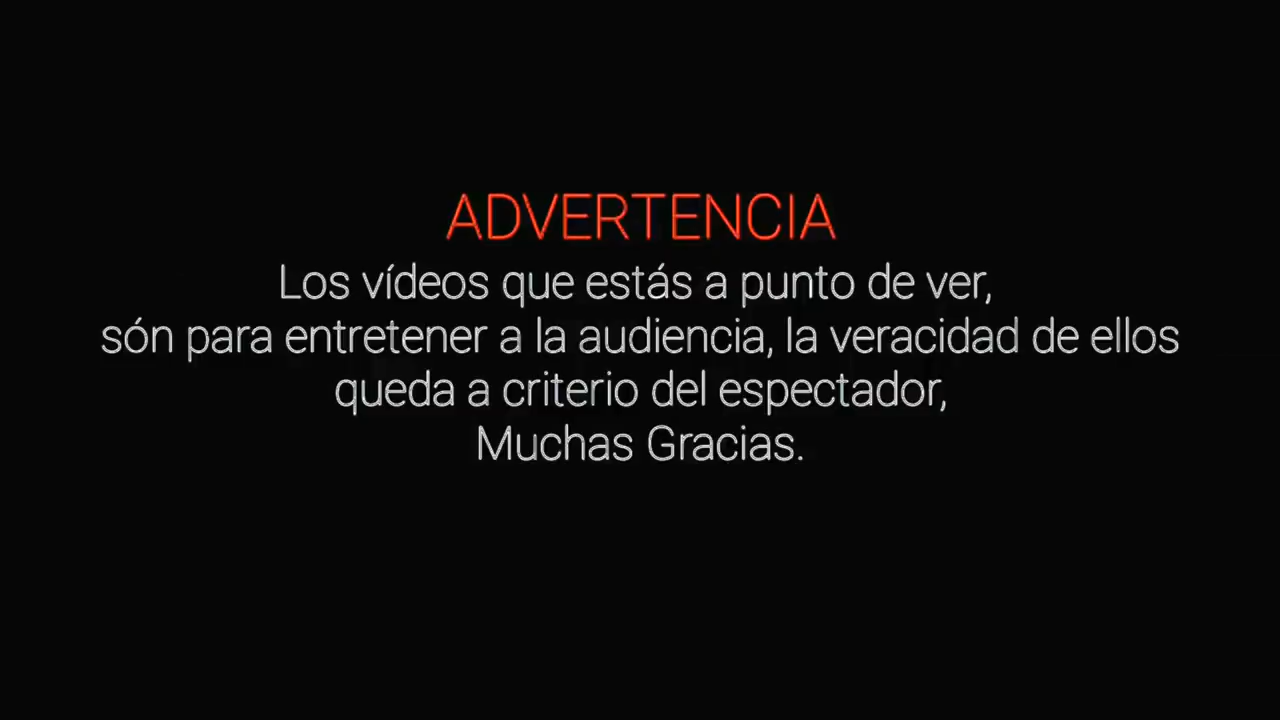 ADVERTENCIA
Los vídeos que estás a punto de ver,
són para entretener a la audiencia, la veracidad de ellos
queda a criterio del espectador,
Muchas Gracias.